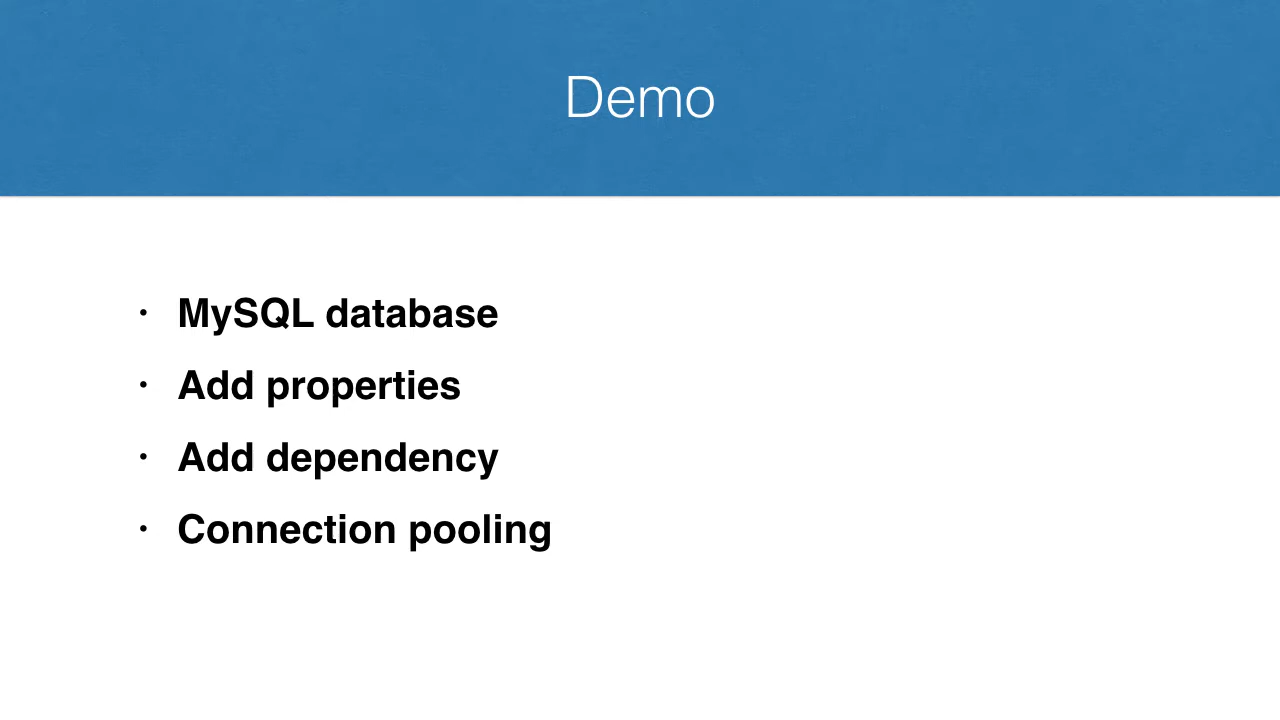 Demo
• MySQL database
• Add properties
• Add dependency
• Connection pooling